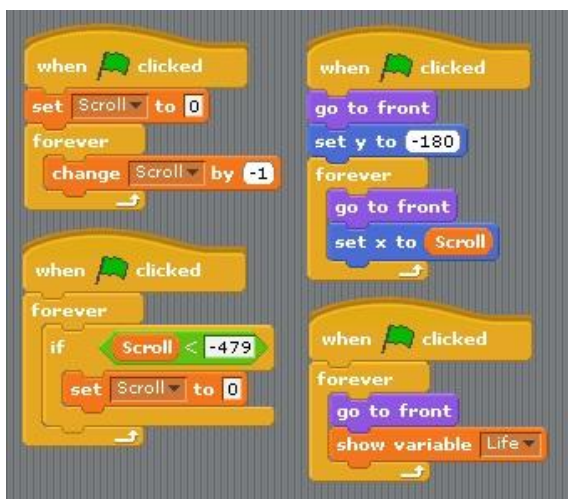 when clicked
set Scroll to 0
forever
change Scroll by -1
when clicked
forever
if Scroll < -479
set Scroll to 0
when clicked
go to front
set y to -180
forever
go to front
set x to Scroll
when clicked
forever
go to front
show variable Life